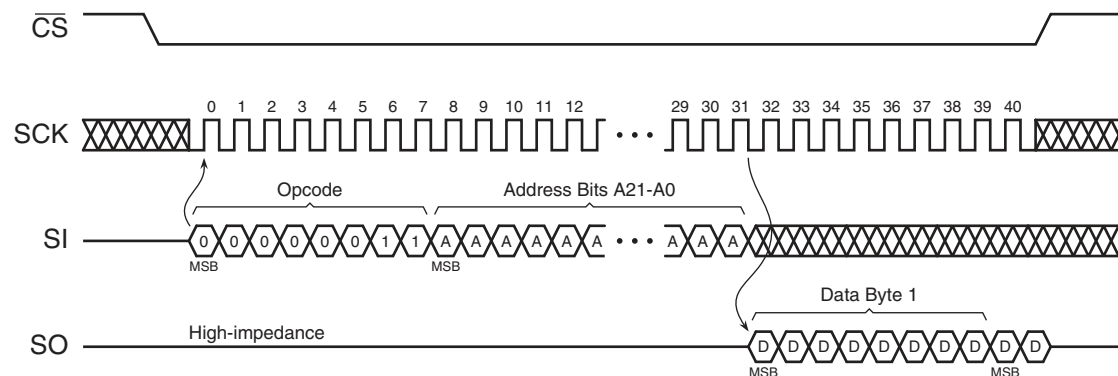 CS
0 1 2 3 4 5 6 7 8 9 10 11 12 29 30 31 32 33 34 35 36 37 38 39 40
SCK
Opcode Address Bits A21-A0
SI 0 0 0 0 0 0 1 1 A A A A A A A A A
MSB MSB
Data Byte 1
High-impedance
SO D D D D D D D D D D
MSB MSB